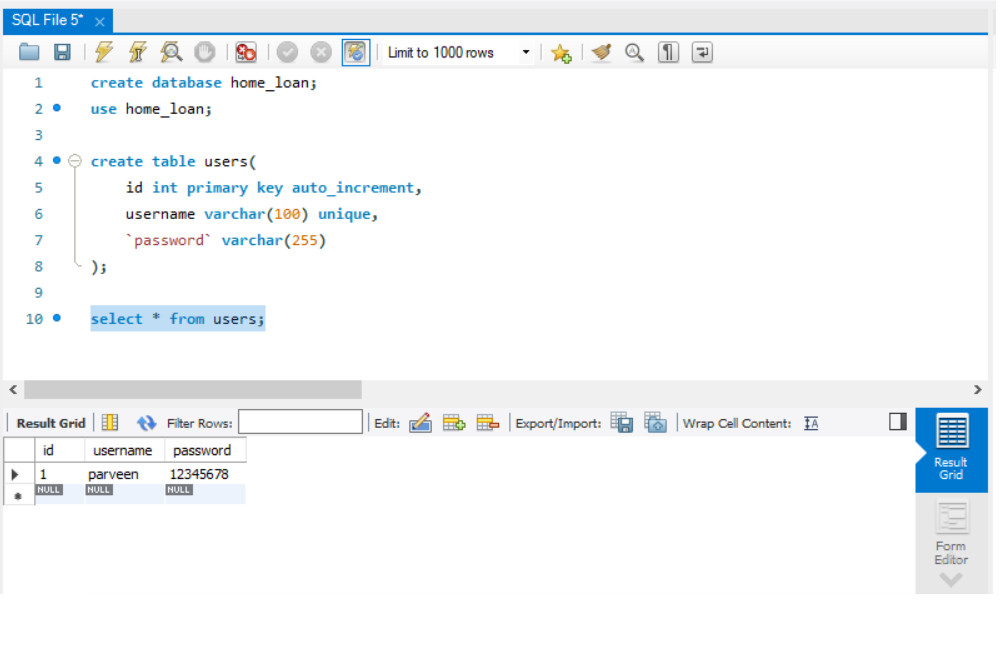 SQL File 5* ×
Limit to 1000 rows
1 create database home_loan;
2 use home_loan;
3
4 create table users(
5 id int primary key auto_increment,
6 username varchar(100) unique,
7 `password` varchar(255)
8 );
9
10 select * from users;
Result Grid Filter Rows: Edit: Export/Import: Wrap Cell Content: IA
id username password
1 parveen 12345678
NULL NULL NULL
Result
Grid
Form
Editor